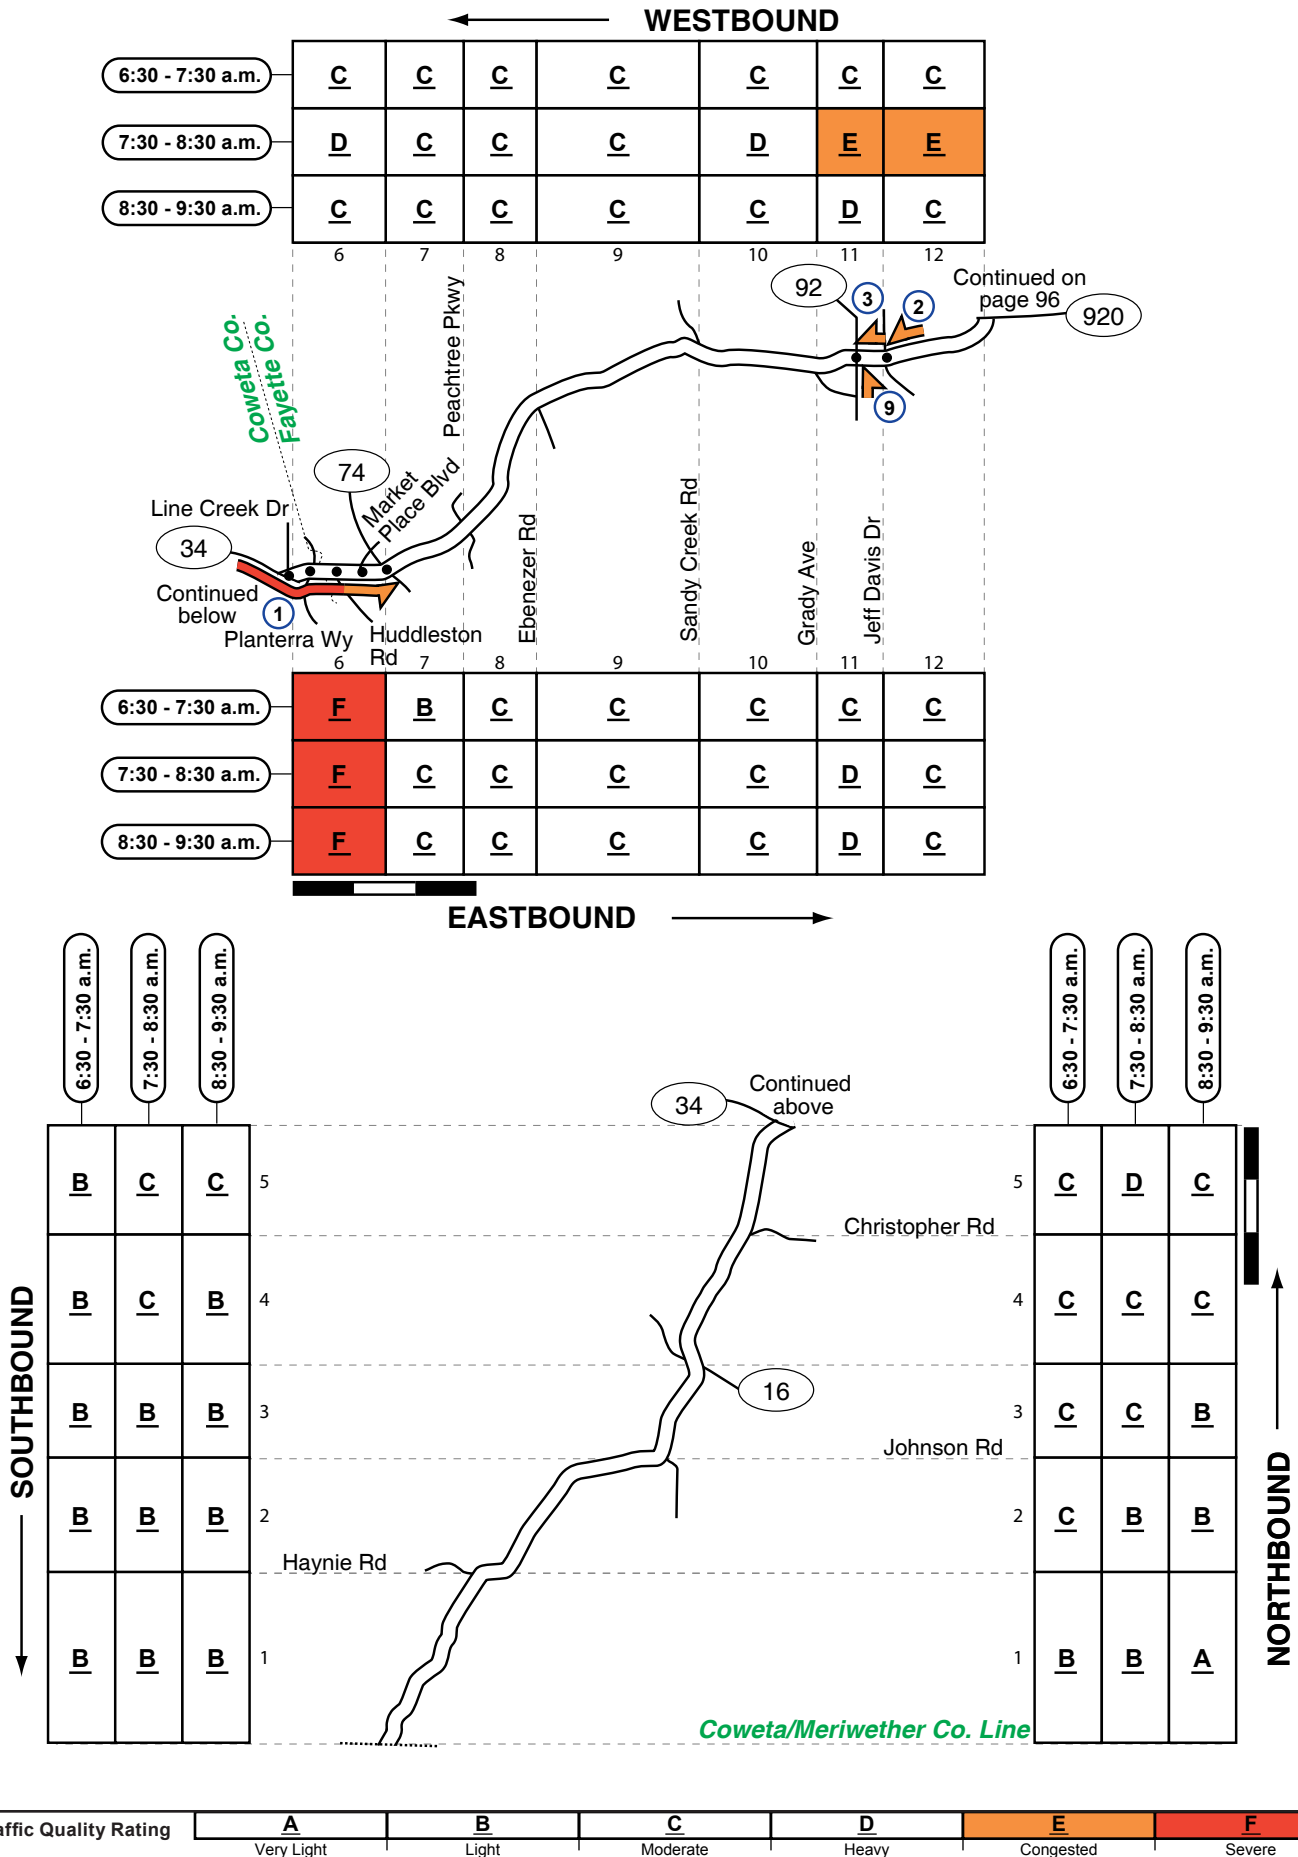 WESTBOUND
6:30 - 7:30 a.m. C C C C C C C
7:30 - 8:30 a.m. D C C C D E E
8:30 - 9:30 a.m. C C C C C D C
6 7 8 9 10 11 12
Coweta Co.
Fayette Co.
Peachtree Pkwy
92
3
2
Continued on
page 96
920
9
74
Market
Place Blvd
Line Creek Dr
34
Continued
below
1
Planterra Wy
Huddleston
Rd
Ebenezer Rd
Sandy Creek Rd
Grady Ave
Jeff Davis Dr
6 7 8 9 10 11 12
6:30 - 7:30 a.m. F B C C C C C
7:30 - 8:30 a.m. F C C C C D C
8:30 - 9:30 a.m. F C C C C D C
EASTBOUND
6:30 - 7:30 a.m.
7:30 - 8:30 a.m.
8:30 - 9:30 a.m.
6:30 - 7:30 a.m.
7:30 - 8:30 a.m.
8:30 - 9:30 a.m.
34
Continued
above
B C C 5
5 C D C
Christopher Rd
B C B 4
4 C C C
16
B B B 3
3 C C B
Johnson Rd
B B B 2
2 C B B
Haynie Rd
B B B 1
1 B B A
SOUTHBOUND
NORTHBOUND
Coweta/Meriwether Co. Line
affic Quality Rating
A B C D E F
Very Light Light Moderate Heavy Congested Severe